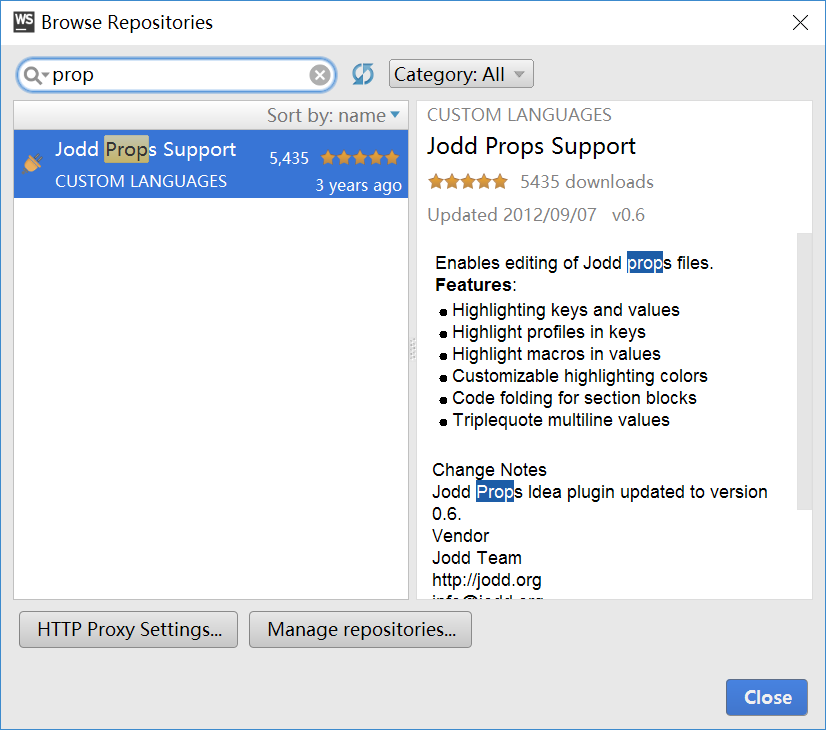 WS Browse Repositories
prop
Category: All
Sort by: name
Jodd Props Support
5,435
CUSTOM LANGUAGES
3 years ago
CUSTOM LANGUAGES
Jodd Props Support
5435 downloads
Updated 2012/09/07 v0.6
Enables editing of Jodd props files.
Features:
Highlighting keys and values
Highlight profiles in keys
Highlight macros in values
Customizable highlighting colors
Code folding for section blocks
Triplequote multiline values
Change Notes
Jodd Props Idea plugin updated to version
0.6.
Vendor
Jodd Team
http://jodd.org
HTTP Proxy Settings...
Manage repositories...
Close